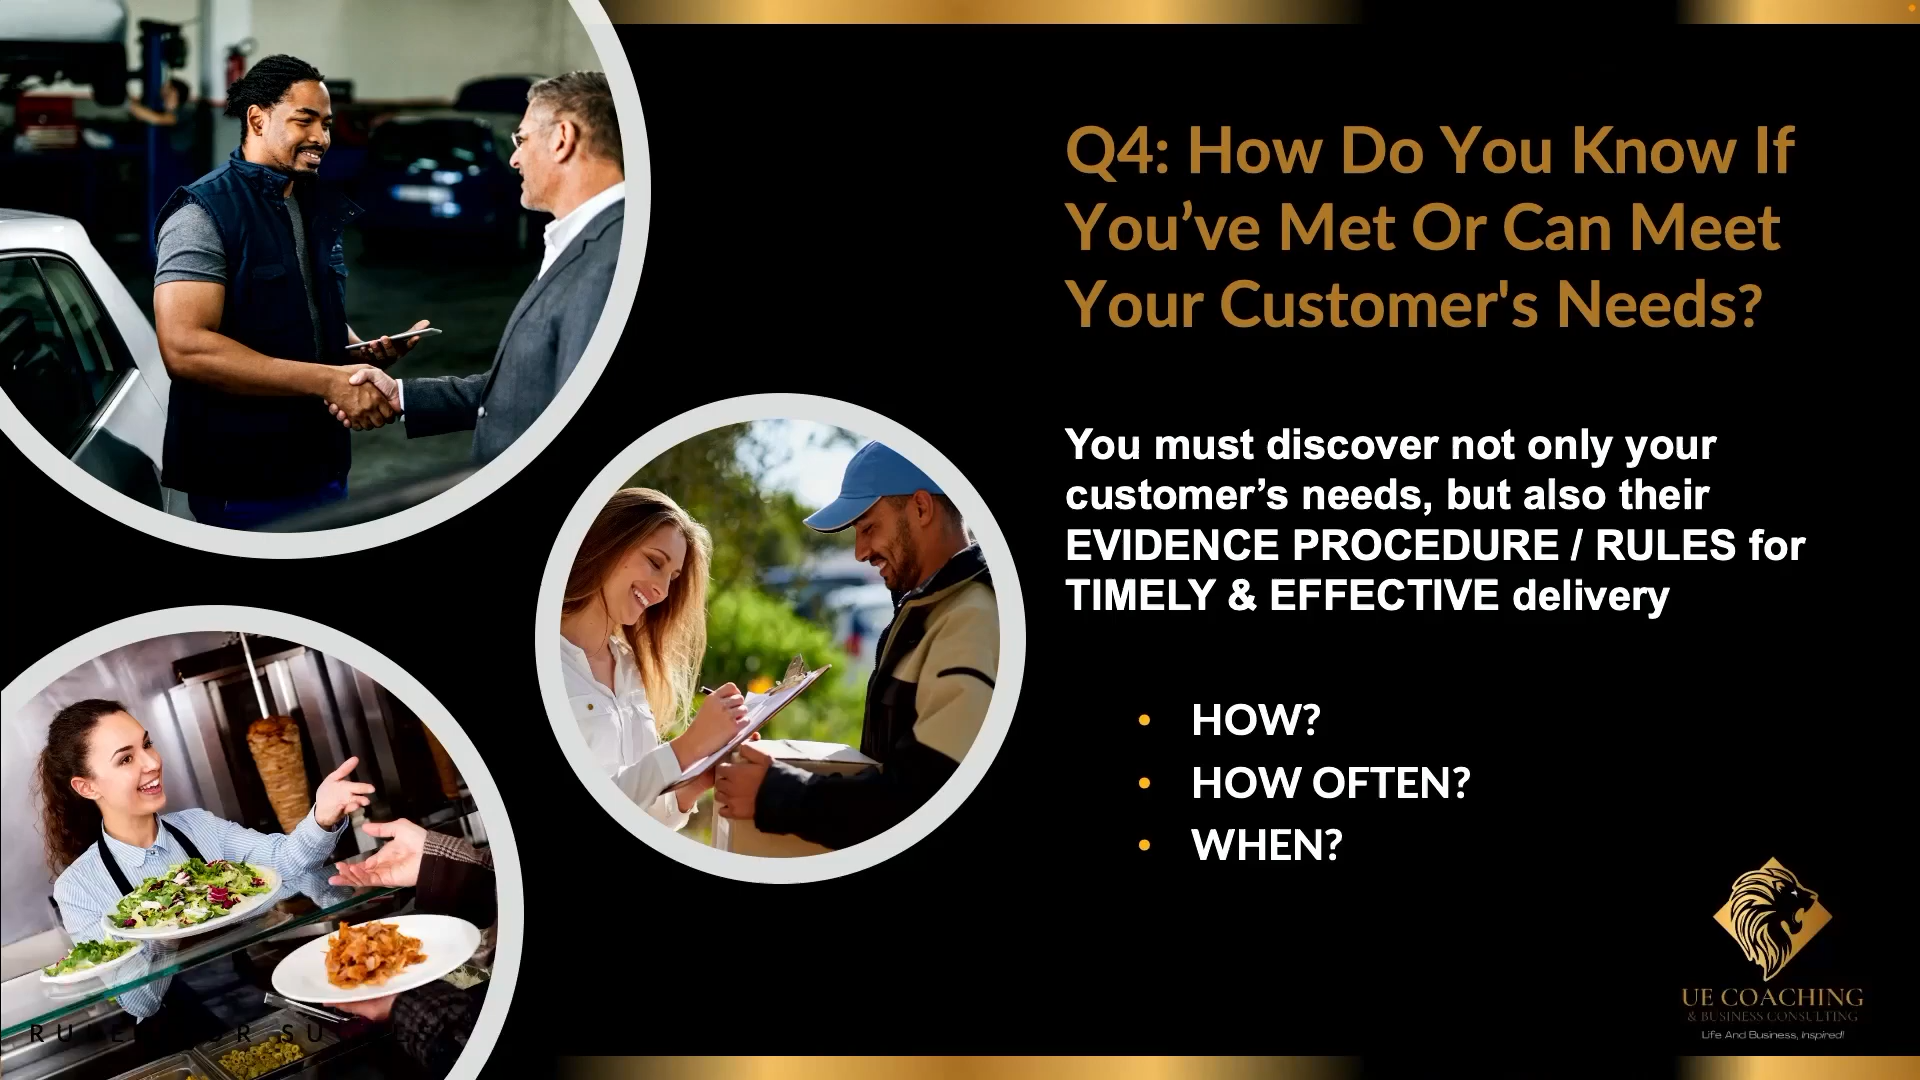 Q4: How Do You Know If
You’ve Met Or Can Meet
Your Customer's Needs?
You must discover not only your
customer’s needs, but also their
EVIDENCE PROCEDURE / RULES for
TIMELY & EFFECTIVE delivery
• HOW?
• HOW OFTEN?
• WHEN?
UE COACHING
& BUSINESS CONSULTING
Life And Business, Inspired!